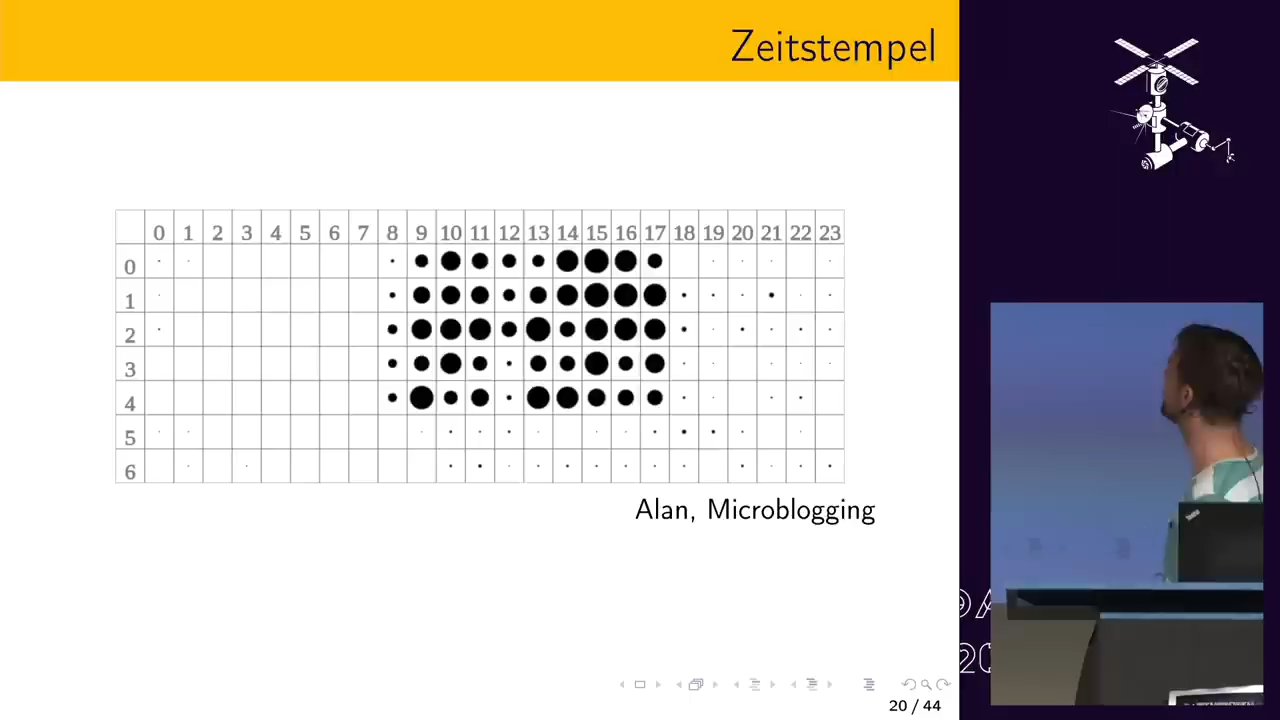 Zeitstempel
0 1 2 3 4 5 6 7 8 9 10 11 12 13 14 15 16 17 18 19 20 21 22 23
0
1
2
3
4
5
6
Alan, Microblogging
20 / 44